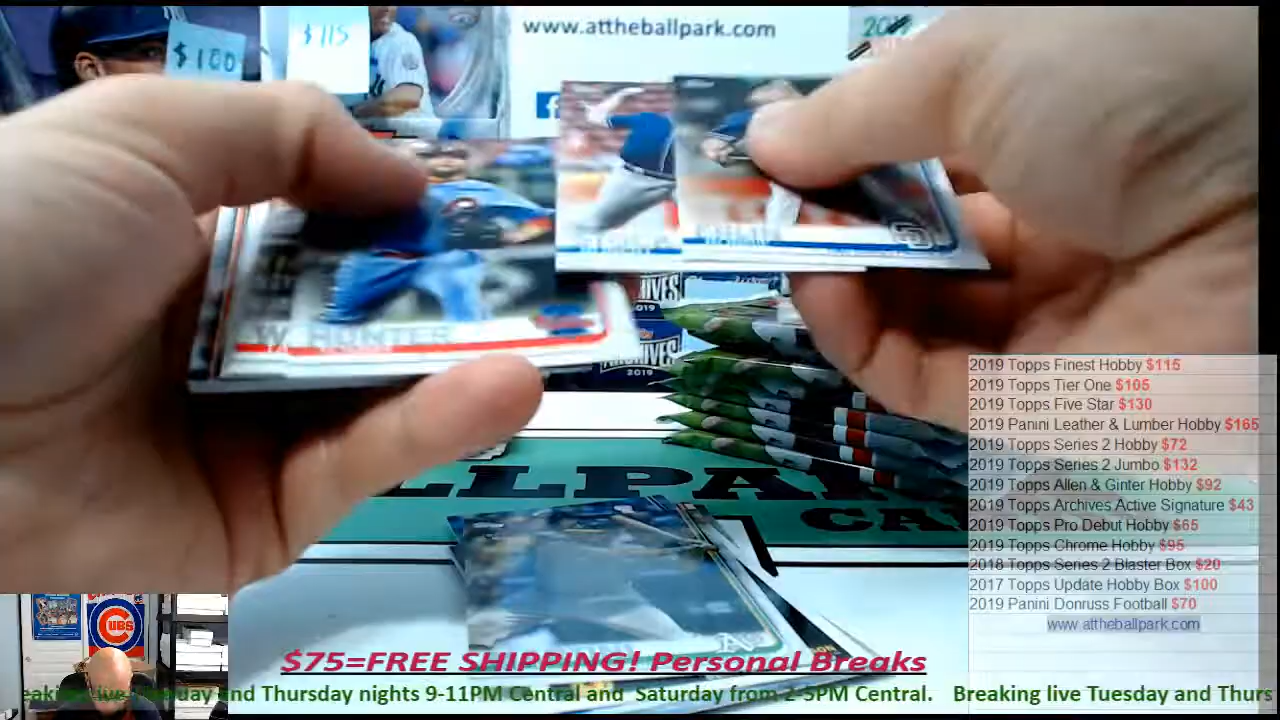 $100
$115
www.attheballpark.com
ARCHIVES
2019
ARCHIVES
2019
2019 Topps Finest Hobby $115
2019 Topps Tier One $105
2019 Topps Five Star $130
2019 Panini Leather & Lumber Hobby $165
2019 Topps Series 2 Hobby $72
2019 Topps Series 2 Jumbo $132
2019 Topps Allen & Ginter Hobby $92
2019 Topps Archives Active Signature $43
2019 Topps Pro Debut Hobby $65
2019 Topps Chrome Hobby $95
2018 Topps Series 2 Blaster Box $20
2017 Topps Update Hobby Box $100
2019 Panini Donruss Football $70
www attheballpark.com
CUBS
$75=FREE SHIPPING! Personal Breaks
and Thursday nights 9-11PM Central and Saturday from 2-5PM Central. Breaking live Tuesday and Thurs